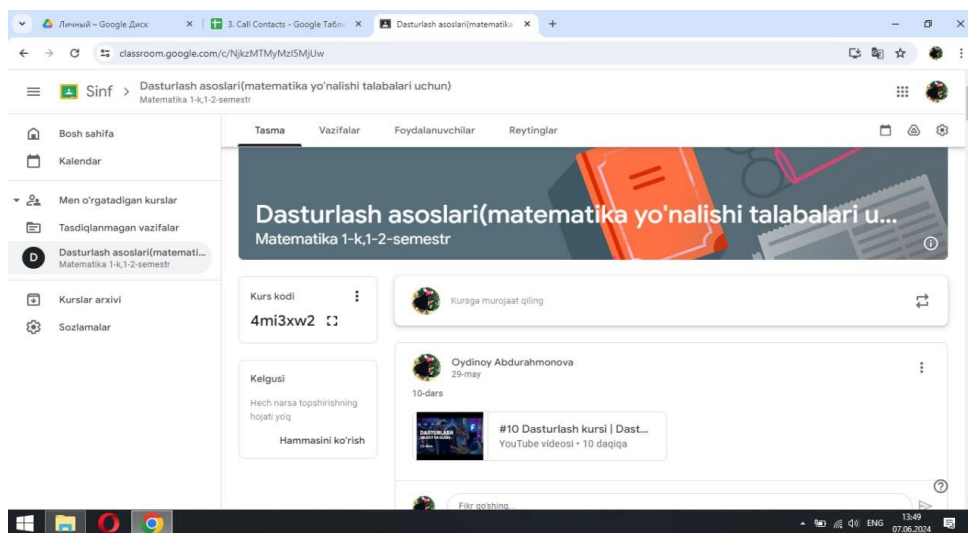 Личный – Google Диск
3. Call Contacts - Google Табли
Dasturlash asoslari(matematika
classroom.google.com/c/NjkzMTMyMzI5MjUw
Sinf > Dasturlash asoslari(matematika yo'nalishi talabalari uchun)
Matematika 1-k,1-2-semestr
Bosh sahifa
Kalendar
Men o'rgatadigan kurslar
Tasdiqlanmagan vazifalar
D
Dasturlash asoslari(matemati...
Matematika 1-k,1-2-semestr
Kurslar arxivi
Sozlamalar
Tasma Vazifalar Foydalanuvchilar Reytinglar
Dasturlash asoslari(matematika yo'nalishi talabalari u...
Matematika 1-k,1-2-semestr
Kurs kodi
4mi3xw2
Kelgusi
Hech narsa topshirishning
hojati yo'q
Hammasini ko'rish
Kursga murojaat qiling
Oydinoy Abdurahmonova
29-may
10-dars
DASTURLASH
#10 Dasturlash kursi | Dast...
YouTube videosi • 10 daqiqa
Fikr qo'shing...
ENG
13:49
07.06.2024